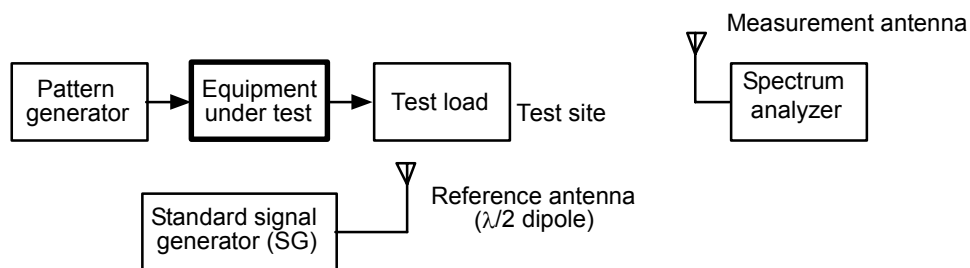 Measurement antenna
Pattern
generator
Equipment
under test
Test load
Test site
Spectrum
analyzer
Standard signal
generator (SG)
Reference antenna
(λ/2 dipole)